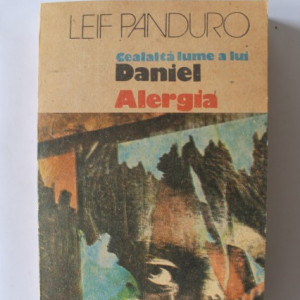 LEIF PANDURO
Cealaltă lume a lui
Daniel
Alergia